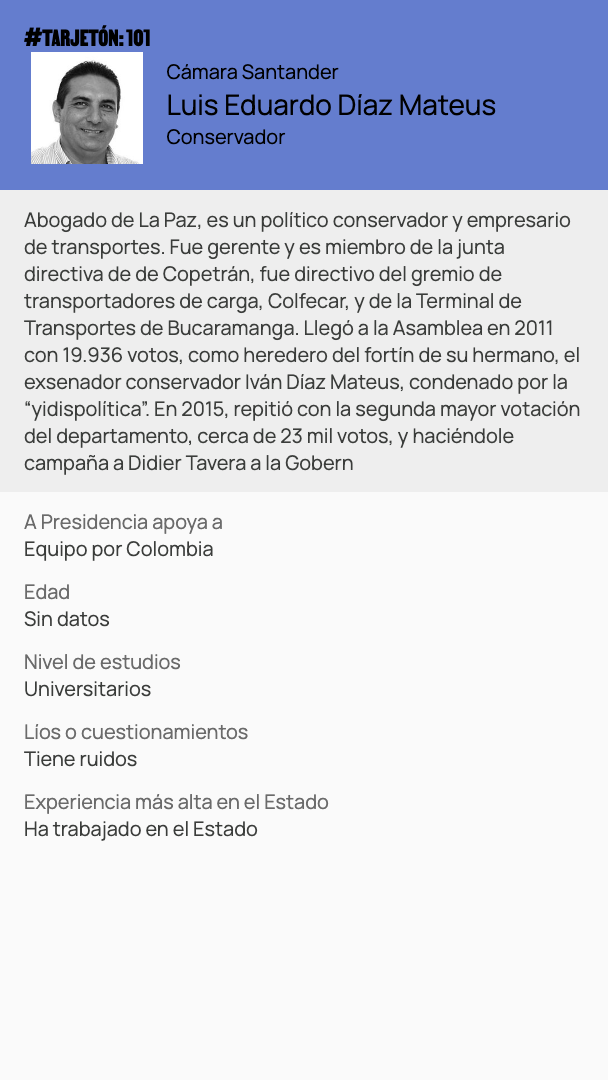 #TARJETÓN: 101
Cámara Santander
Luis Eduardo Díaz Mateus
Conservador
Abogado de La Paz, es un político conservador y empresario
de transportes. Fue gerente y es miembro de la junta
directiva de de Copetrán, fue directivo del gremio de
transportadores de carga, Colfecar, y de la Terminal de
Transportes de Bucaramanga. Llegó a la Asamblea en 2011
con 19.936 votos, como heredero del fortín de su hermano, el
exsenador conservador Iván Díaz Mateus, condenado por la
“yidispolítica”. En 2015, repitió con la segunda mayor votación
del departamento, cerca de 23 mil votos, y haciéndole
campaña a Didier Tavera a la Gobern
A Presidencia apoya a
Equipo por Colombia
Edad
Sin datos
Nivel de estudios
Universitarios
Líos o cuestionamientos
Tiene ruidos
Experiencia más alta en el Estado
Ha trabajado en el Estado